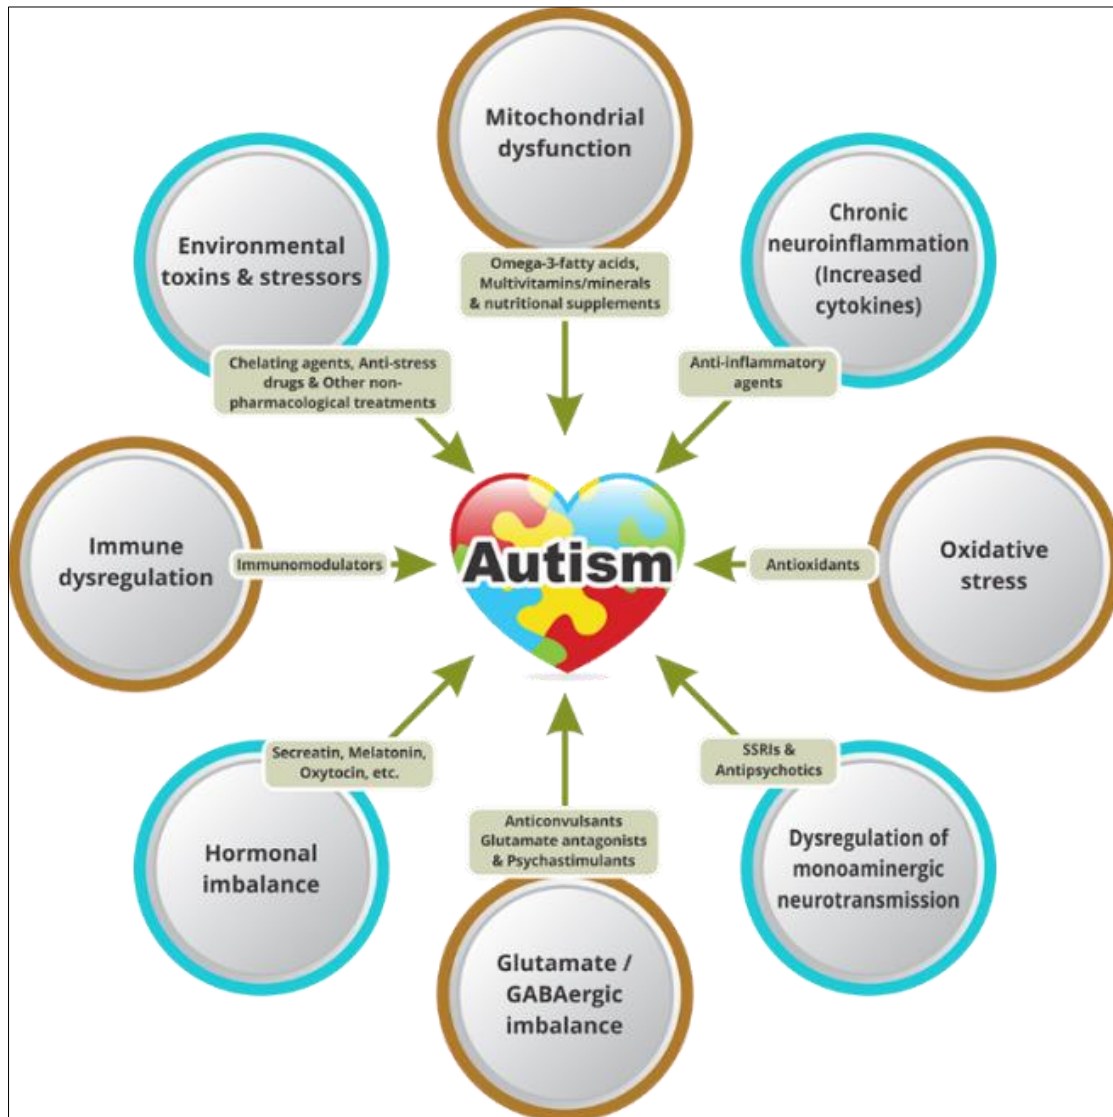 Mitochondrial
dysfunction
Omega-3-fatty acids,
Multivitamins/minerals
& nutritional supplements
Chronic
neuroinflammation
(Increased
cytokines)
Anti-inflammatory
agents
Oxidative
stress
Antioxidants
Dysregulation of
monoaminergic
neurotransmission
SSRIs &
Antipsychotics
Glutamate /
GABAergic
imbalance
Anticonvulsants
Glutamate antagonists
& Psychastimulants
Hormonal
imbalance
Secreatin, Melatonin,
Oxytocin, etc.
Immune
dysregulation
Immunomodulators
Environmental
toxins & stressors
Chelating agents, Anti-stress
drugs & Other non-
pharmacological treatments
Autism